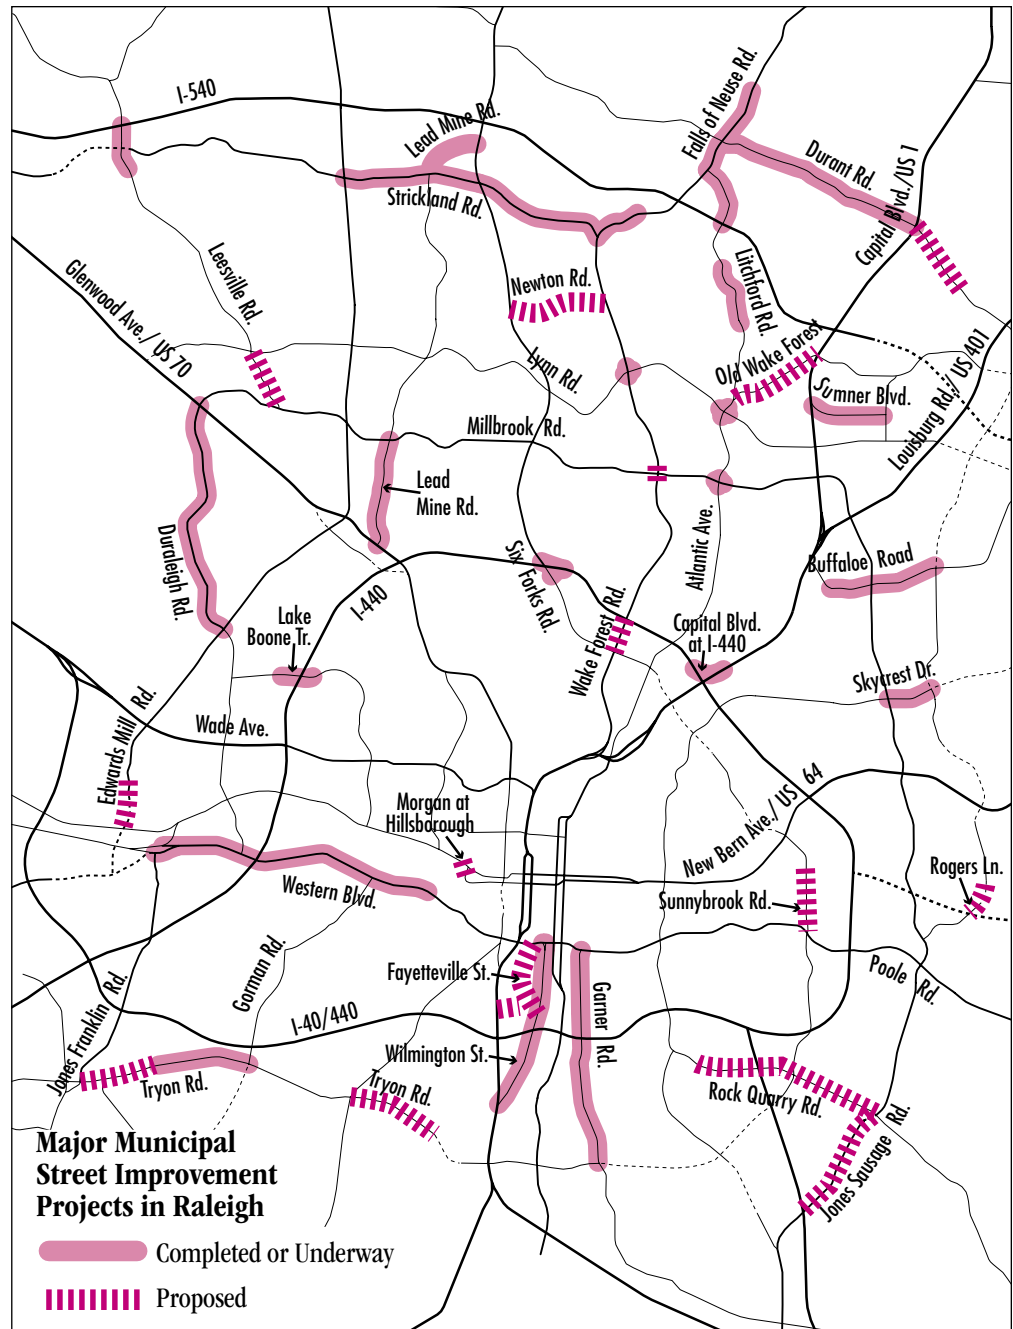 I-540
Lead Mine Rd.
Falls of Neuse Rd.
Durant Rd.
Capital Blvd./US 1
Strickland Rd.
Leesville Rd.
Glenwood Ave./ US 70
Newton Rd.
Litchford Rd.
Lynn Rd.
Old Wake Forest
Sumner Blvd.
Louisburg Rd./ US 401
Millbrook Rd.
Lead
Mine Rd.
Duraleigh Rd.
Six Forks Rd.
Atlantic Ave.
Buffaloe Road
I-440
Lake
Boone Tr.
Wake Forest Rd.
Capital Blvd.
at I-440
Skycrest Dr.
Edwards Mill Rd.
Wade Ave.
Morgan at
Hillsborough
New Bern Ave./ US 64
Rogers Ln.
Western Blvd.
Sunnybrook Rd.
Gorman Rd.
Fayetteville St.
Garner Rd.
Poole Rd.
Jones Franklin Rd.
I-40/440
Wilmington St.
Tryon Rd.
Tryon Rd.
Rock Quarry Rd.
Jones Sausage Rd.
Major Municipal
Street Improvement
Projects in Raleigh
Completed or Underway
Proposed